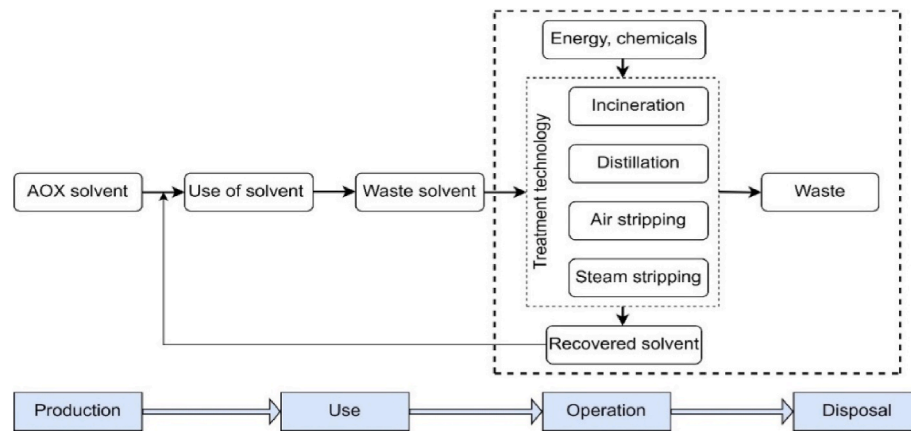 Energy, chemicals
Treatment technology
Incineration
Distillation
Air stripping
Steam stripping
AOX solvent
Use of solvent
Waste solvent
Waste
Recovered solvent
Production
Use
Operation
Disposal